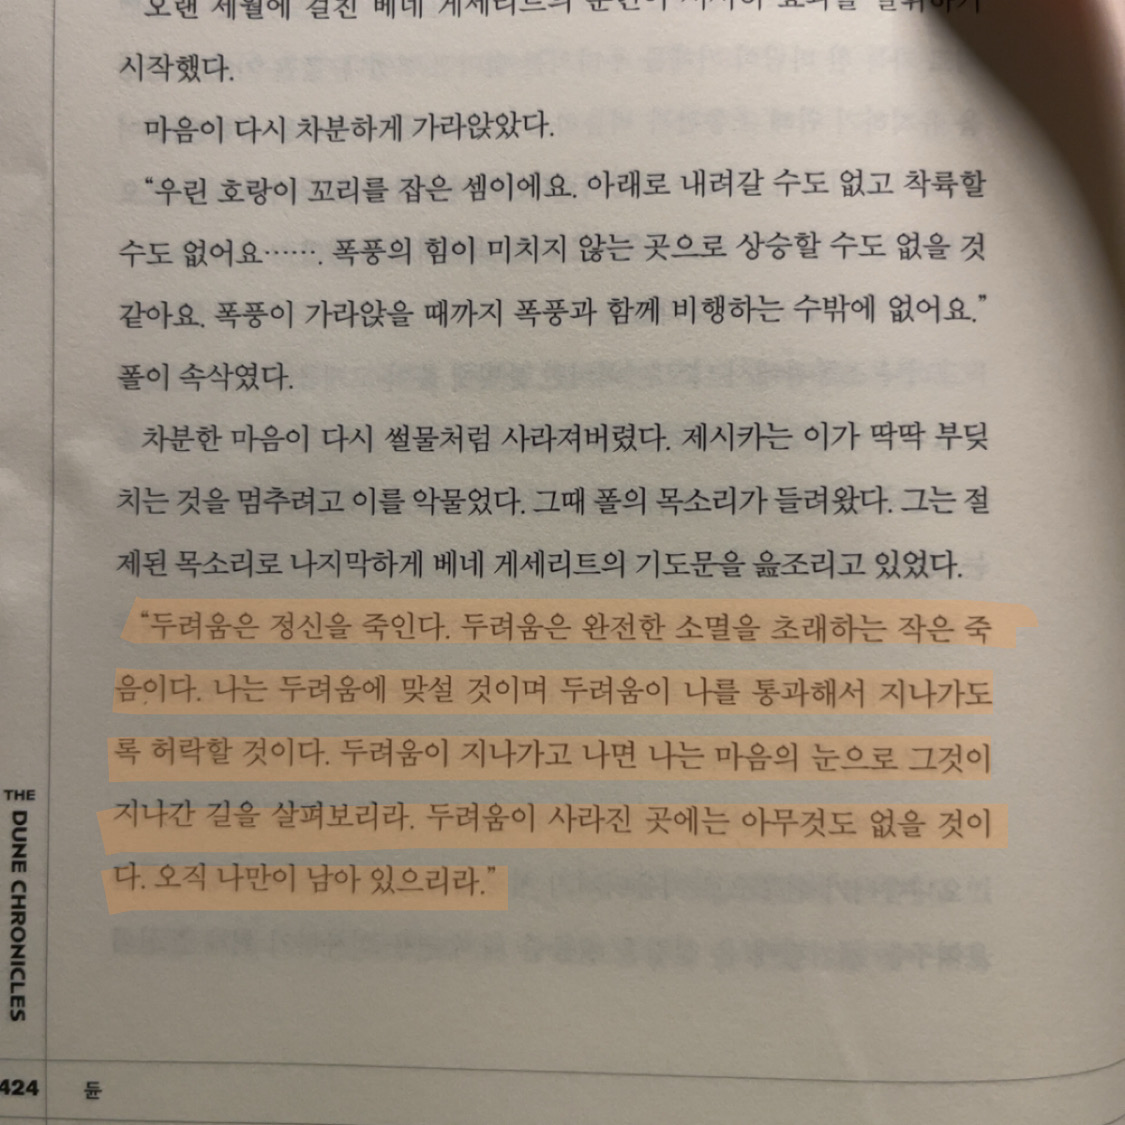 오랜 세월에 걸친 베네 게세리트의 훈련이 서서히 효과를 발휘하기
시작했다.
마음이 다시 차분하게 가라앉았다.
“우린 호랑이 꼬리를 잡은 셈이에요. 아래로 내려갈 수도 없고 착륙할
수도 없어요……. 폭풍의 힘이 미치지 않는 곳으로 상승할 수도 없을 것
같아요. 폭풍이 가라앉을 때까지 폭풍과 함께 비행하는 수밖에 없어요.”
폴이 속삭였다.
차분한 마음이 다시 썰물처럼 사라져버렸다. 제시카는 이가 딱딱 부딪
치는 것을 멈추려고 이를 악물었다. 그때 폴의 목소리가 들려왔다. 그는 절
제된 목소리로 나지막하게 베네 게세리트의 기도문을 읊조리고 있었다.
“두려움은 정신을 죽인다. 두려움은 완전한 소멸을 초래하는 작은 죽
음이다. 나는 두려움에 맞설 것이며 두려움이 나를 통과해서 지나가도
록 허락할 것이다. 두려움이 지나가고 나면 나는 마음의 눈으로 그것이
지나간 길을 살펴보리라. 두려움이 사라진 곳에는 아무것도 없을 것이
다. 오직 나만이 남아 있으리라.”
THE DUNE CHRONICLES
424 듄